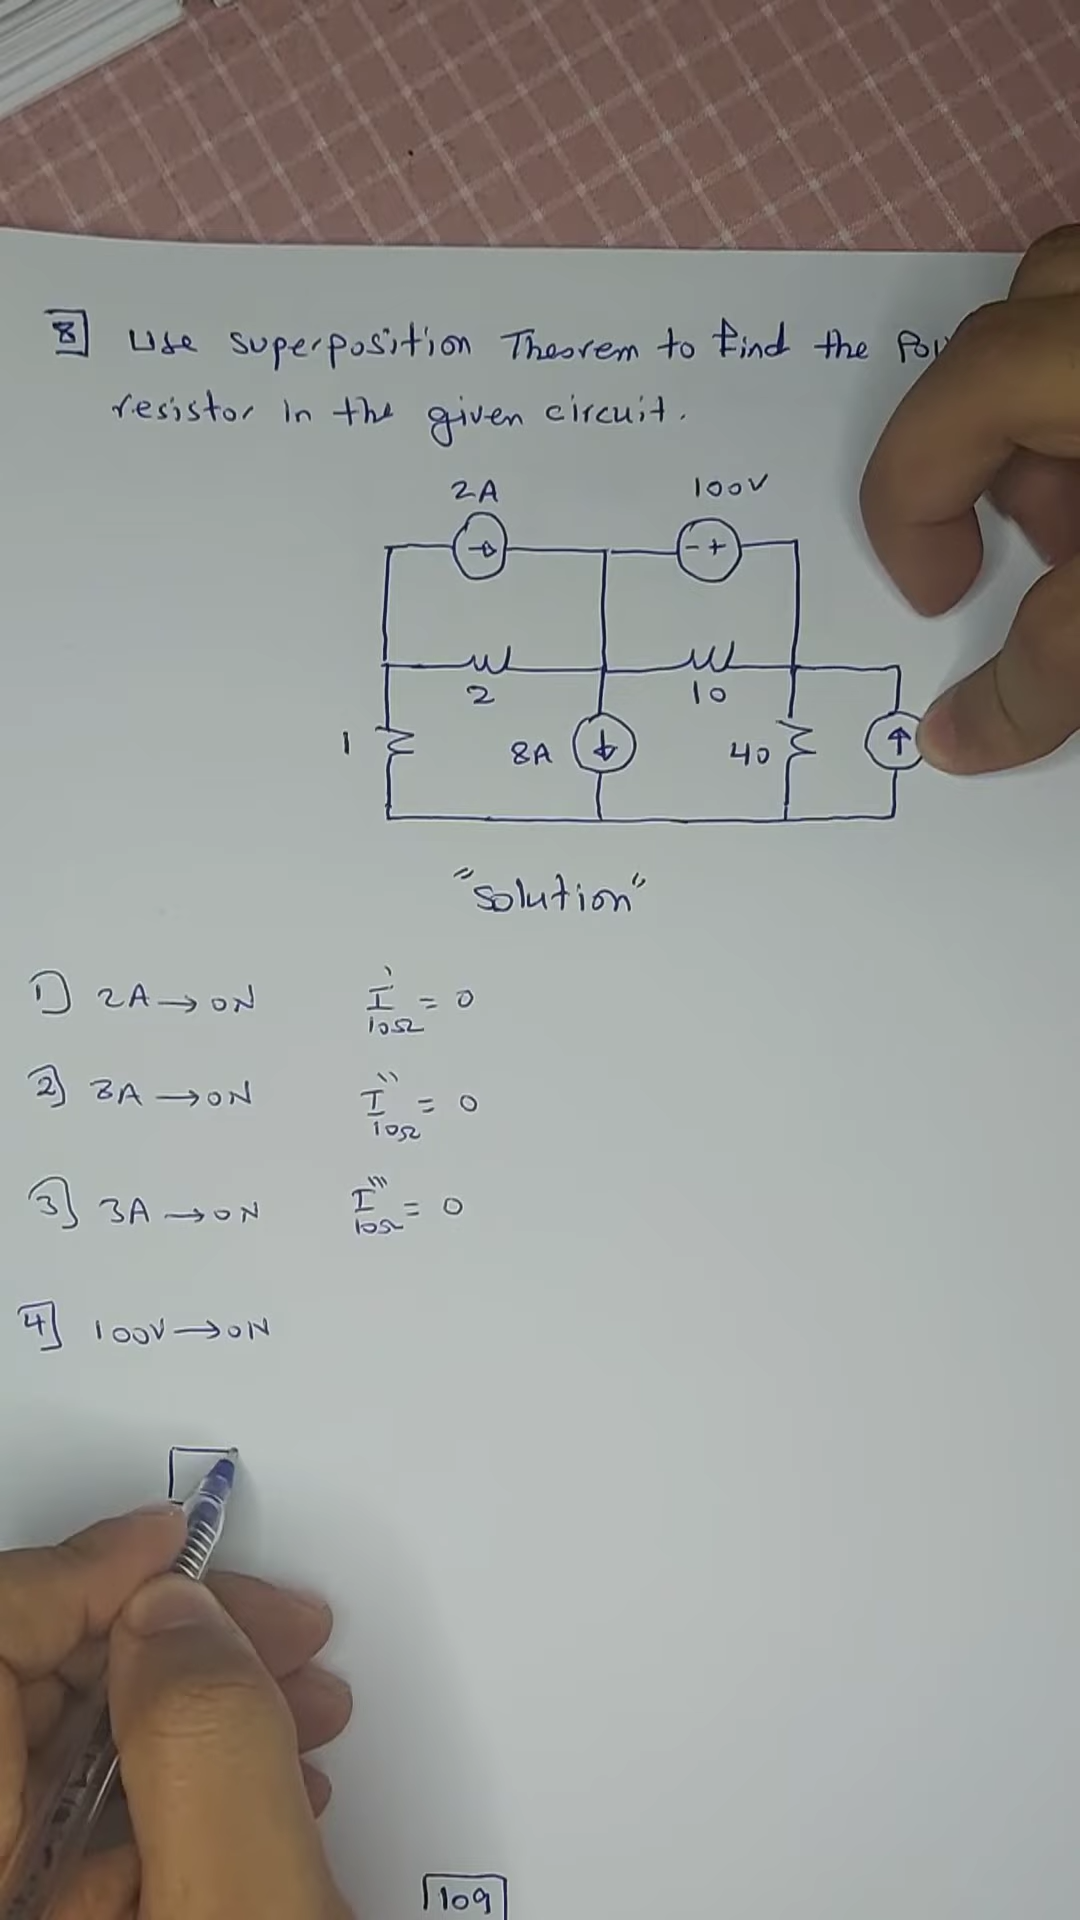 8 Use superposition Theorem to find the
resistor in the given circuit.
2A
100V
- +
2
10
1
8A
40
"solution"
1) 2A → ON I' 10Ω = 0
2) 8A → ON I'' 10Ω = 0
3) 3A → ON I''' 10Ω = 0
4] 100V → ON
109